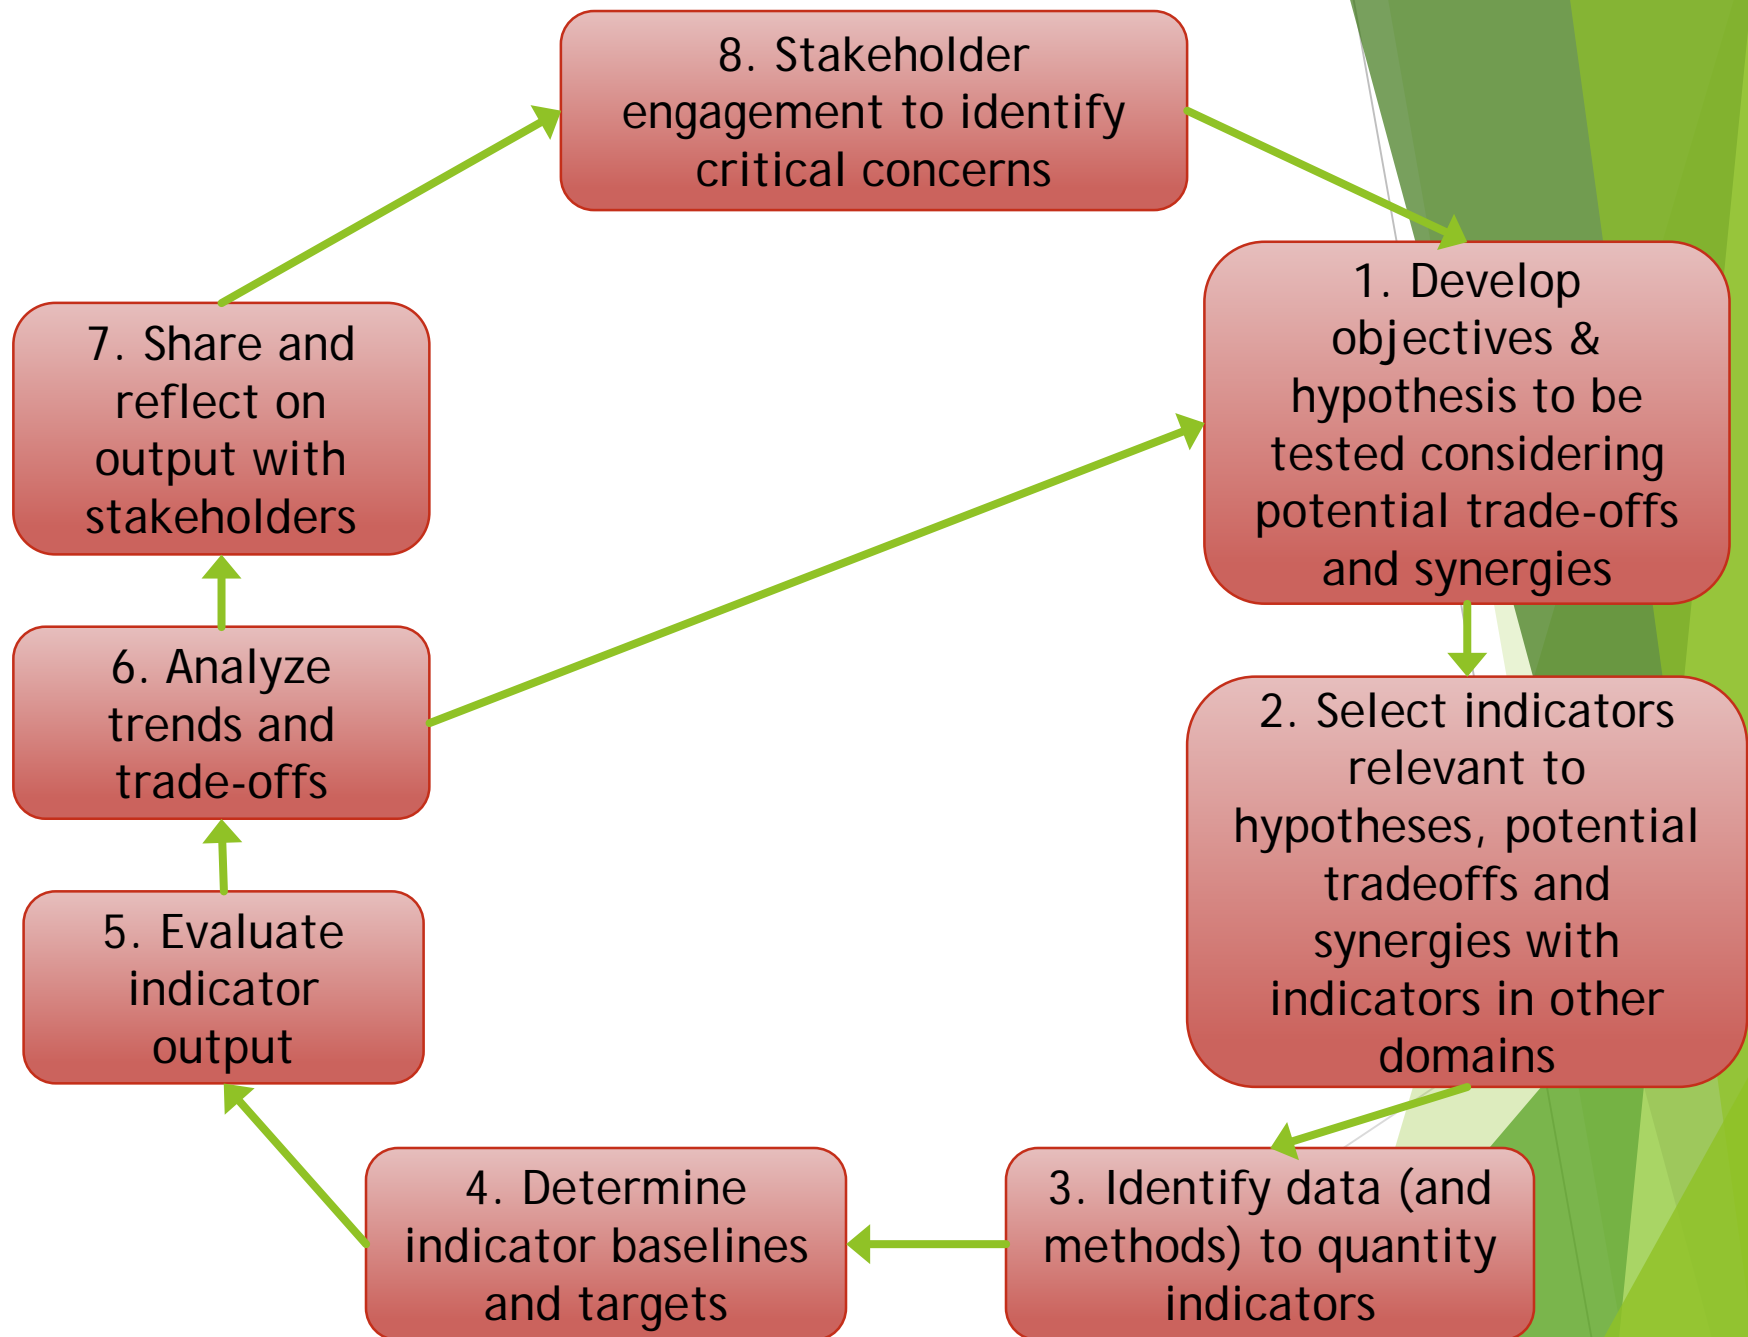 8. Stakeholder
engagement to identify
critical concerns
1. Develop
objectives &
hypothesis to be
tested considering
potential trade-offs
and synergies
2. Select indicators
relevant to
hypotheses, potential
tradeoffs and
synergies with
indicators in other
domains
3. Identify data (and
methods) to quantity
indicators
4. Determine
indicator baselines
and targets
5. Evaluate
indicator
output
6. Analyze
trends and
trade-offs
7. Share and
reflect on
output with
stakeholders